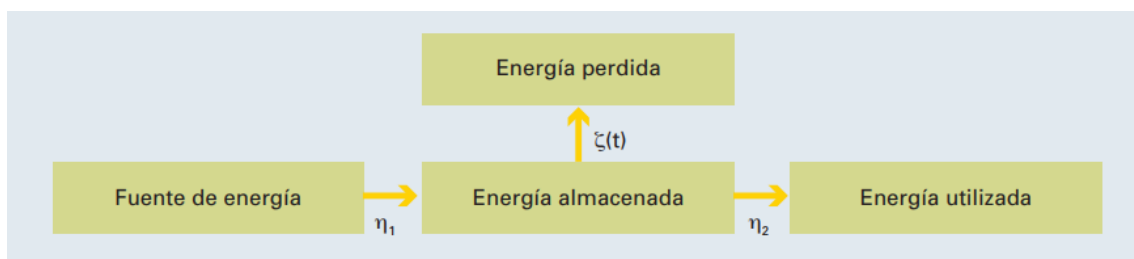 Energía perdida
ζ(t)
Fuente de energía
η₁
Energía almacenada
η₂
Energía utilizada